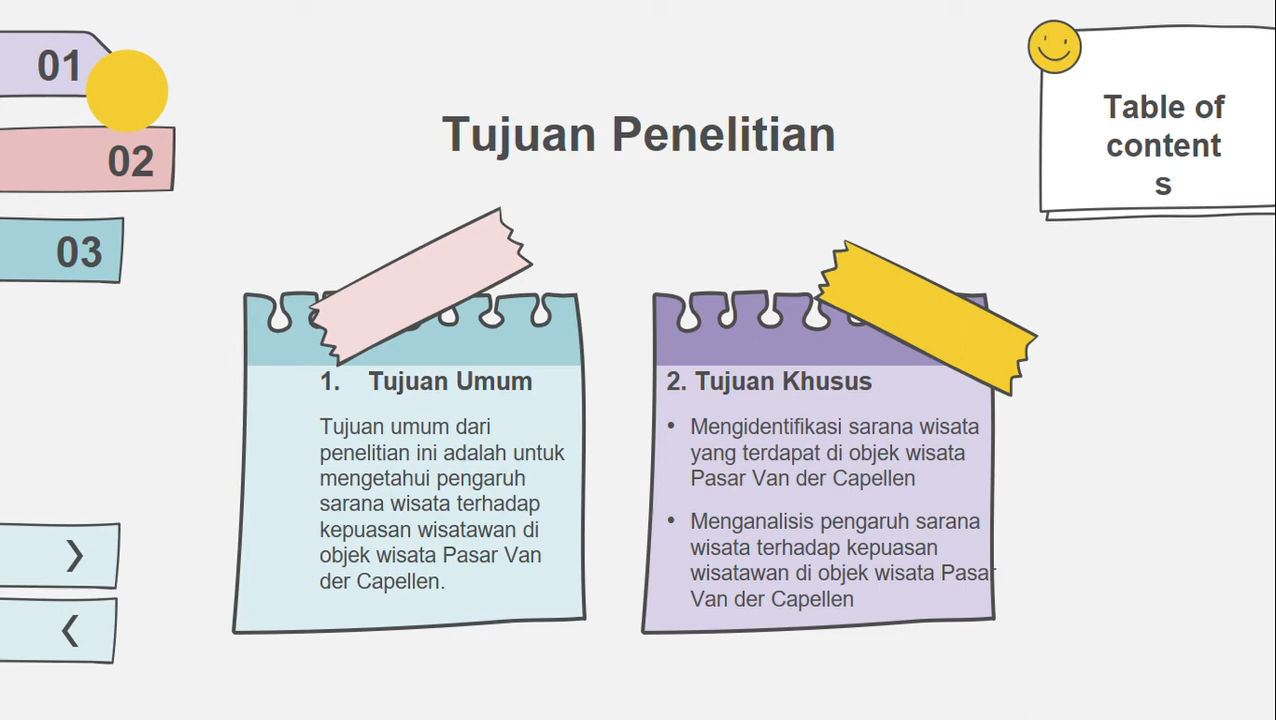 01
02
03
Table of
content
s
Tujuan Penelitian
1. Tujuan Umum
Tujuan umum dari
penelitian ini adalah untuk
mengetahui pengaruh
sarana wisata terhadap
kepuasan wisatawan di
objek wisata Pasar Van
der Capellen.
2. Tujuan Khusus
• Mengidentifikasi sarana wisata
yang terdapat di objek wisata
Pasar Van der Capellen
• Menganalisis pengaruh sarana
wisata terhadap kepuasan
wisatawan di objek wisata Pasar
Van der Capellen